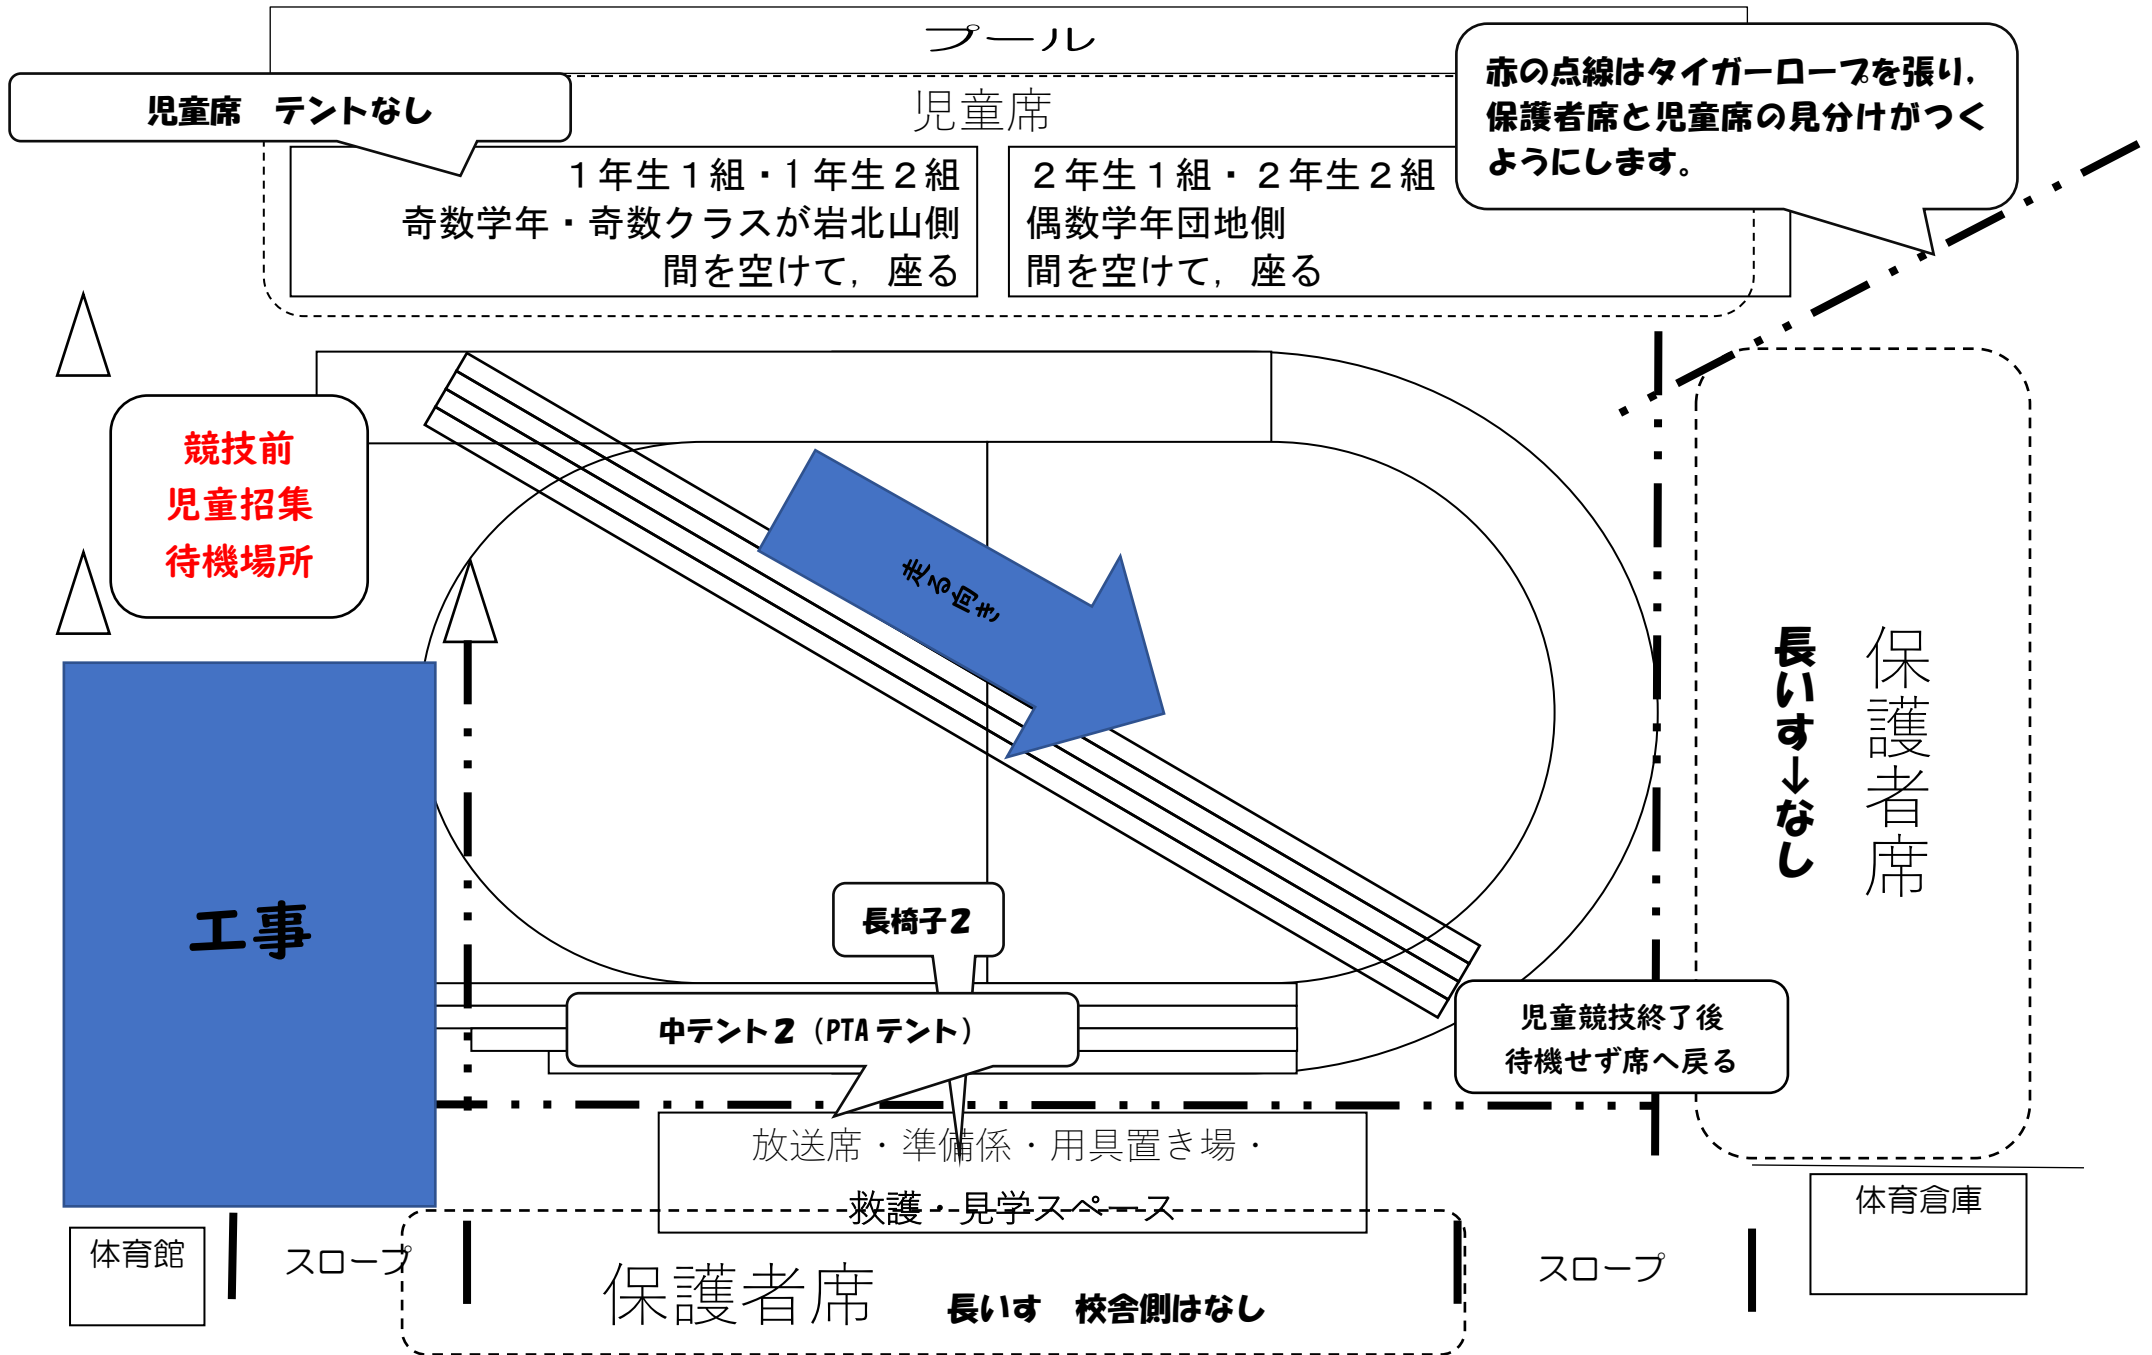 プール
児童席　テントなし
児童席
赤の点線はタイガーロープを張り，
保護者席と児童席の見分けがつく
ようにします。
１年生１組・1年生２組
奇数学年・奇数クラスが岩北山側
間を空けて，座る
２年生１組・２年生２組
偶数学年団地側
間を空けて，座る
競技前
児童招集
待機場所
走る向き
保護者席
長いす→なし
工事
長椅子２
中テント２（PTAテント）
児童競技終了後
待機せず席へ戻る
放送席・準備係・用具置き場・
救護・見学スペース
体育館
スロープ
保護者席
長いす　校舎側はなし
スロープ
体育倉庫